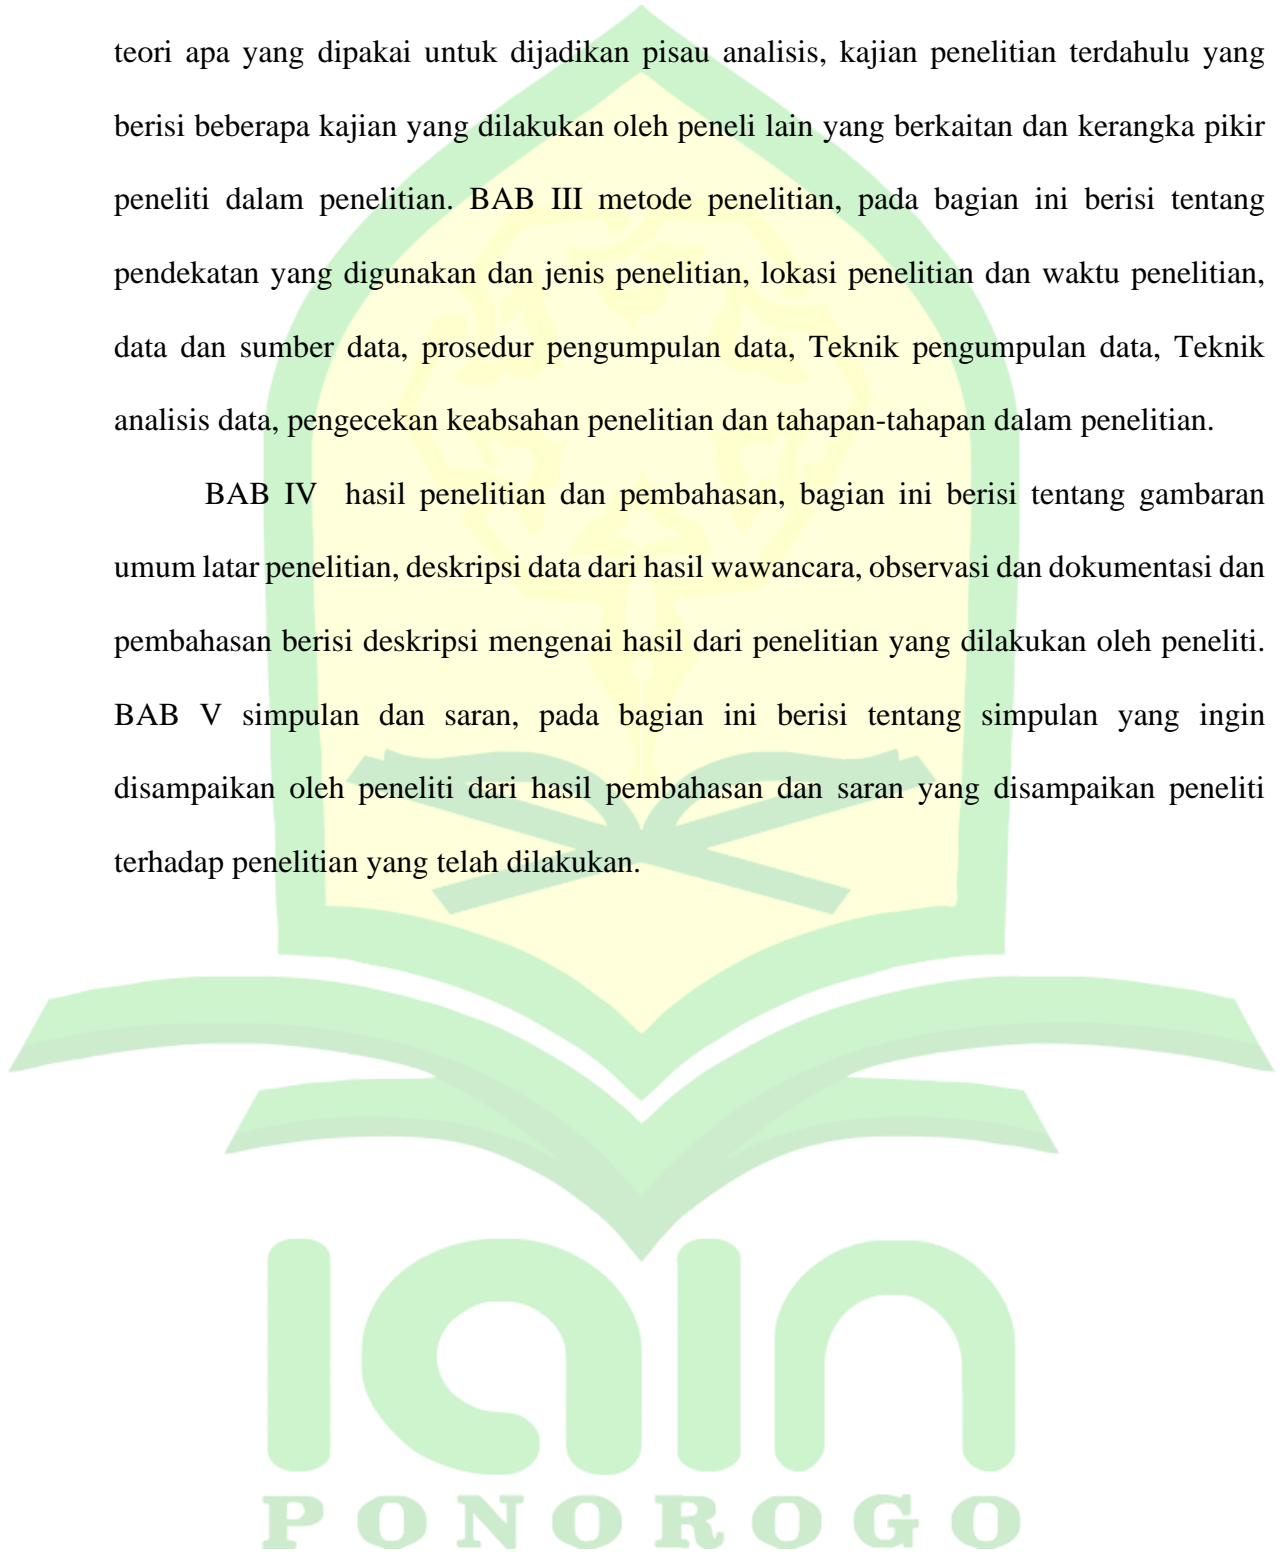 teori apa yang dipakai untuk dijadikan pisau analisis, kajian penelitian terdahulu yang
berisi beberapa kajian yang dilakukan oleh peneli lain yang berkaitan dan kerangka pikir
peneliti dalam penelitian. BAB III metode penelitian, pada bagian ini berisi tentang
pendekatan yang digunakan dan jenis penelitian, lokasi penelitian dan waktu penelitian,
data dan sumber data, prosedur pengumpulan data, Teknik pengumpulan data, Teknik
analisis data, pengecekan keabsahan penelitian dan tahapan-tahapan dalam penelitian.
BAB IV hasil penelitian dan pembahasan, bagian ini berisi tentang gambaran
umum latar penelitian, deskripsi data dari hasil wawancara, observasi dan dokumentasi dan
pembahasan berisi deskripsi mengenai hasil dari penelitian yang dilakukan oleh peneliti.
BAB V simpulan dan saran, pada bagian ini berisi tentang simpulan yang ingin
disampaikan oleh peneliti dari hasil pembahasan dan saran yang disampaikan peneliti
terhadap penelitian yang telah dilakukan.
iain
PONOROGO